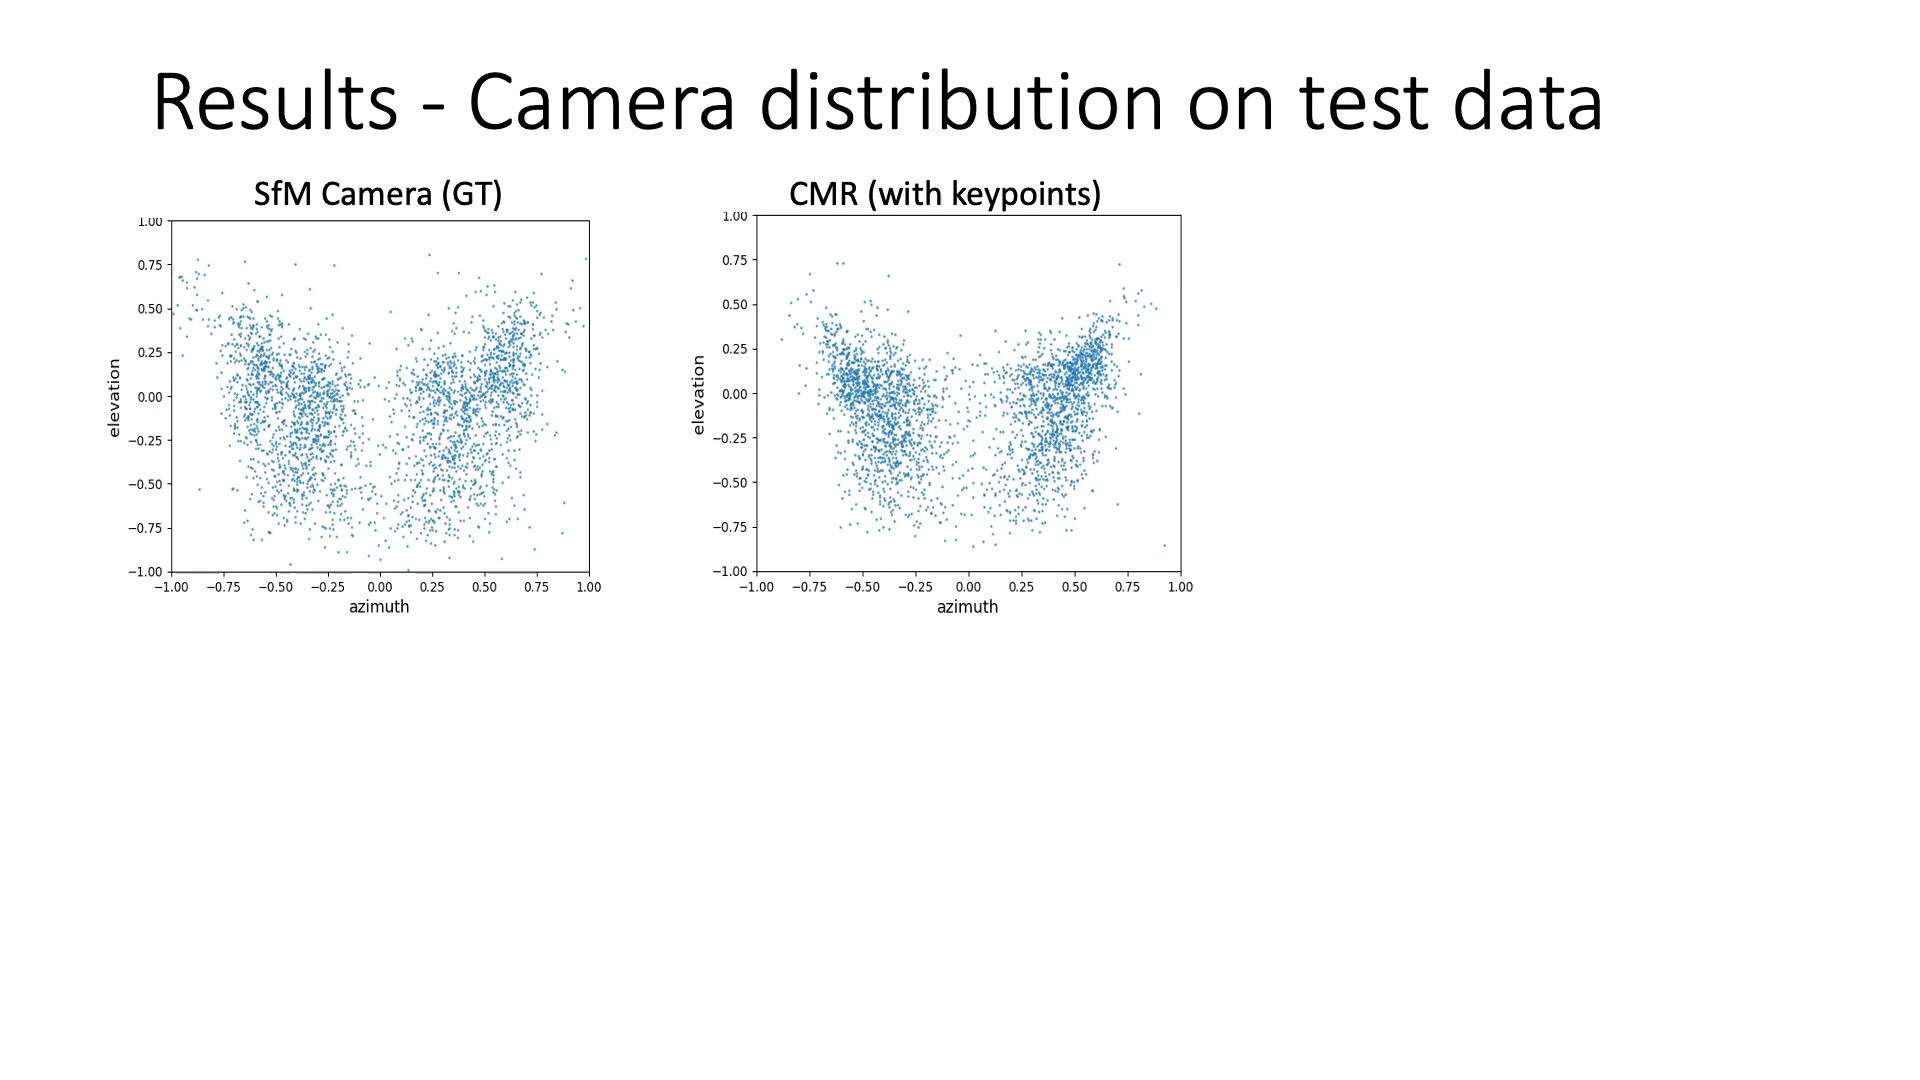 Results - Camera distribution on test data
SfM Camera (GT)
1.00
0.75
0.50
0.25
0.00
−0.25
−0.50
−0.75
−1.00
elevation
−1.00 −0.75 −0.50 −0.25 0.00 0.25 0.50 0.75 1.00
azimuth
CMR (with keypoints)
1.00
0.75
0.50
0.25
0.00
−0.25
−0.50
−0.75
−1.00
elevation
−1.00 −0.75 −0.50 −0.25 0.00 0.25 0.50 0.75 1.00
azimuth